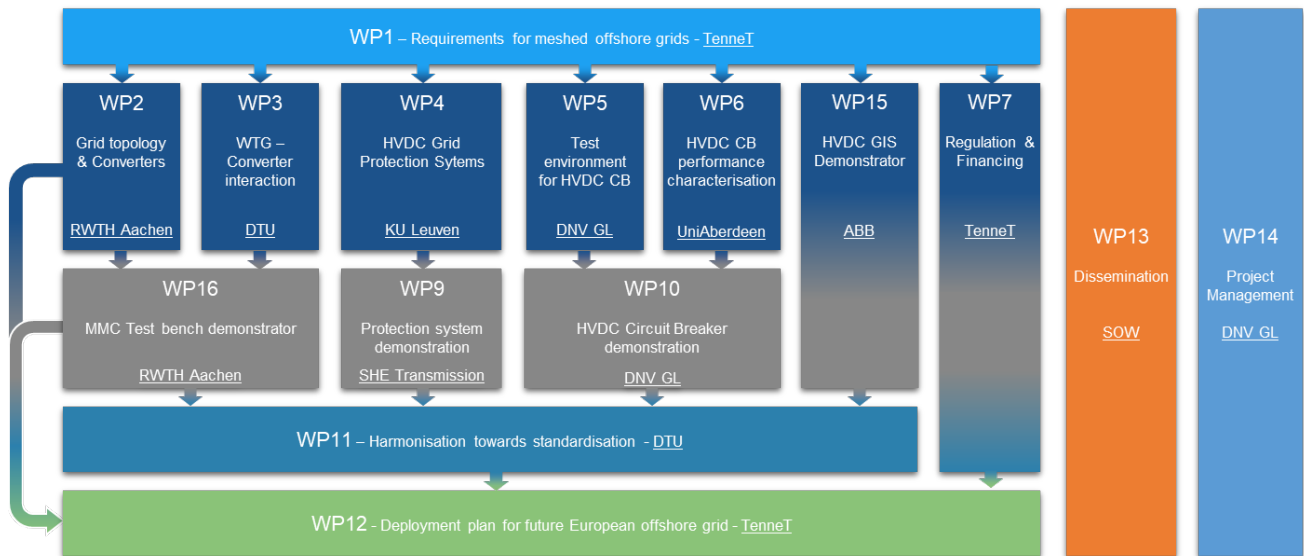 WP1 – Requirements for meshed offshore grids - TenneT
WP2
Grid topology
& Converters
RWTH Aachen
WP3
WTG –
Converter
interaction
DTU
WP4
HVDC Grid
Protection Sytems
KU Leuven
WP5
Test
environment
for HVDC CB
DNV GL
WP6
HVDC CB
performance
characterisation
UniAberdeen
WP15
HVDC GIS
Demonstrator
ABB
WP7
Regulation &
Financing
TenneT
WP16
MMC Test bench demonstrator
RWTH Aachen
WP9
Protection system
demonstration
SHE Transmission
WP10
HVDC Circuit Breaker
demonstration
DNV GL
WP11 – Harmonisation towards standardisation - DTU
WP12 - Deployment plan for future European offshore grid - TenneT
WP13
Dissemination
SOW
WP14
Project
Management
DNV GL